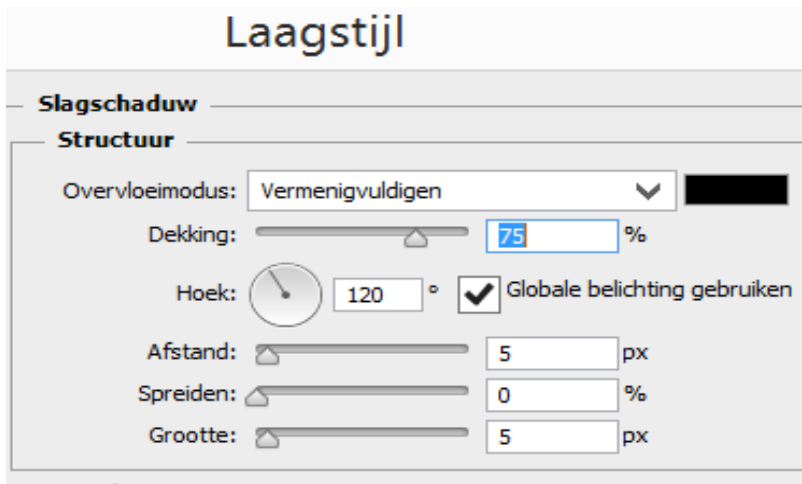 Laagstijl
Slagschaduw
Structuur
Overvloeimodus: Vermenigvuldigen
Dekking: 75 %
Hoek: 120 ° Globale belichting gebruiken
Afstand: 5 px
Spreiden: 0 %
Grootte: 5 px